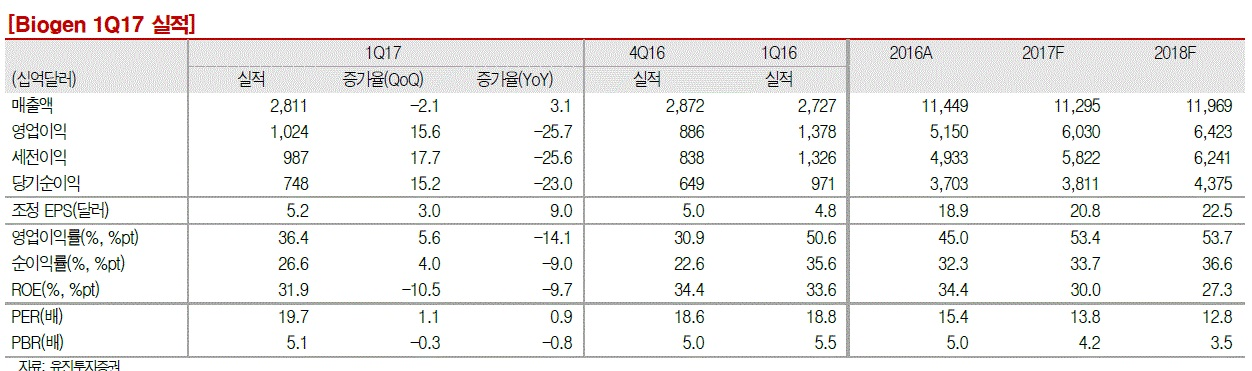 [Biogen 1Q17 실적]
1Q17 4Q16 1Q16 2016A 2017F 2018F
(십억달러) 실적 증가율(QoQ) 증가율(YoY) 실적 실적
매출액 2,811 −2.1 3.1 2,872 2,727 11,449 11,295 11,969
영업이익 1,024 15.6 −25.7 886 1,378 5,150 6,030 6,423
세전이익 987 17.7 −25.6 838 1,326 4,933 5,822 6,241
당기순이익 748 15.2 −23.0 649 971 3,703 3,811 4,375
조정 EPS(달러) 5.2 3.0 9.0 5.0 4.8 18.9 20.8 22.5
영업이익률(%, %pt) 36.4 5.6 −14.1 30.9 50.6 45.0 53.4 53.7
순이익률(%, %pt) 26.6 4.0 −9.0 22.6 35.6 32.3 33.7 36.6
ROE(%, %pt) 31.9 −10.5 −9.7 34.4 33.6 34.4 30.0 27.3
PER(배) 19.7 1.1 0.9 18.6 18.8 15.4 13.8 12.8
PBR(배) 5.1 −0.3 −0.8 5.0 5.5 5.0 4.2 3.5
자료: 유진투자증권